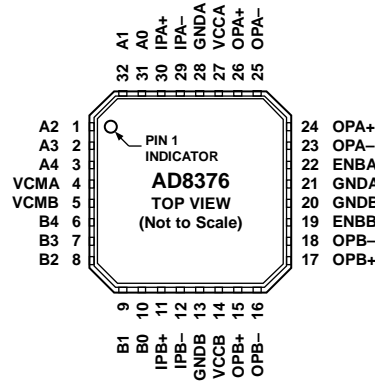 A1
A0
IPA+
IPA–
GNDA
VCCA
OPA+
OPA–
32
31
30
29
28
27
26
25
A2 1
A3 2
A4 3
VCMA 4
VCMB 5
B4 6
B3 7
B2 8
PIN 1
INDICATOR
AD8376
TOP VIEW
(Not to Scale)
24 OPA+
23 OPA–
22 ENBA
21 GNDA
20 GNDB
19 ENBB
18 OPB–
17 OPB+
9
10
11
12
13
14
15
16
B1
B0
IPB+
IPB–
GNDB
VCCB
OPB+
OPB–